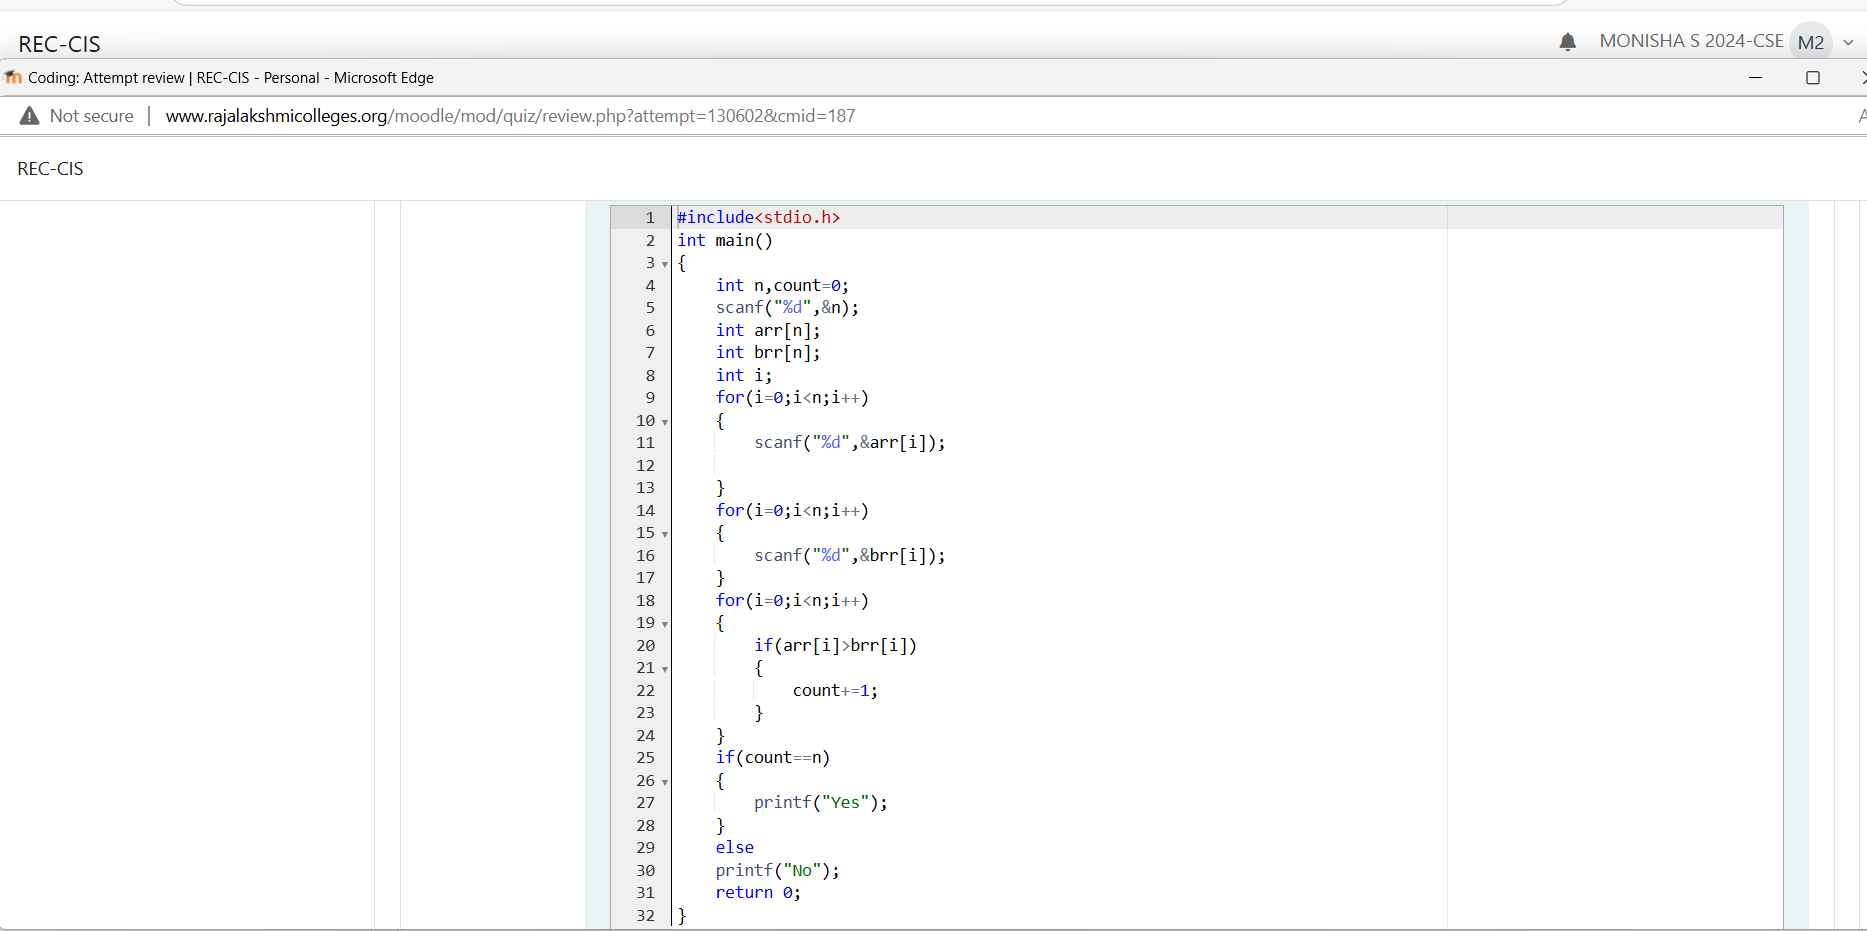 REC-CIS
MONISHA S 2024-CSE M2
Coding: Attempt review | REC-CIS - Personal - Microsoft Edge
Not secure | www.rajalakshmicolleges.org/moodle/mod/quiz/review.php?attempt=130602&cmid=187
REC-CIS
1 #include<stdio.h>
2 int main()
3 {
4     int n,count=0;
5     scanf("%d",&n);
6     int arr[n];
7     int brr[n];
8     int i;
9     for(i=0;i<n;i++)
10     {
11         scanf("%d",&arr[i]);
12
13     }
14     for(i=0;i<n;i++)
15     {
16         scanf("%d",&brr[i]);
17     }
18     for(i=0;i<n;i++)
19     {
20         if(arr[i]>brr[i])
21         {
22             count+=1;
23         }
24     }
25     if(count==n)
26     {
27         printf("Yes");
28     }
29     else
30     printf("No");
31     return 0;
32 }